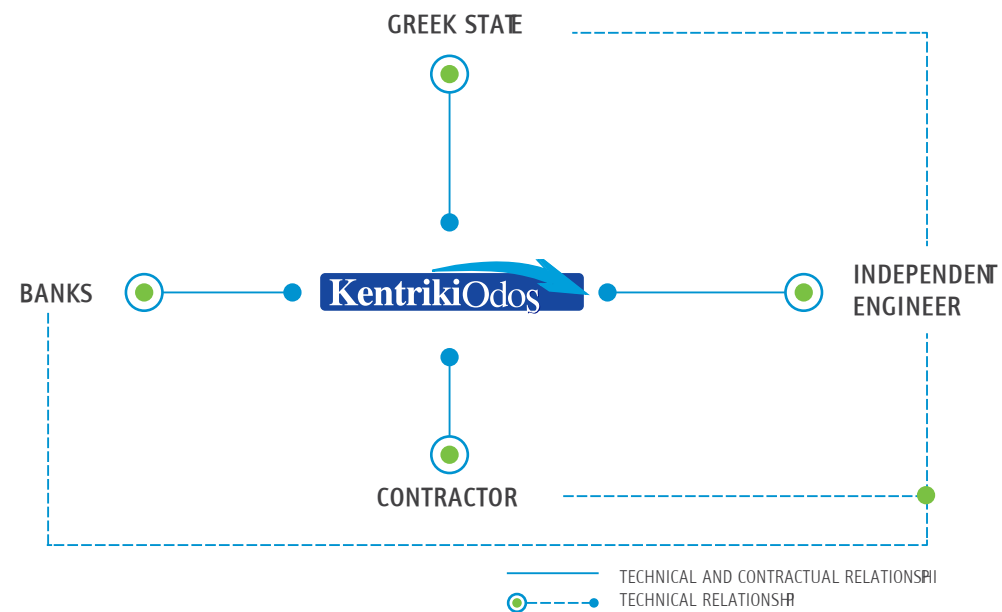 GREEK STATE
BANKS
KentrikiOdos
INDEPENDENT
ENGINEER
CONTRACTOR
TECHNICAL AND CONTRACTUAL RELATIONSHIP
TECHNICAL RELATIONSHIP